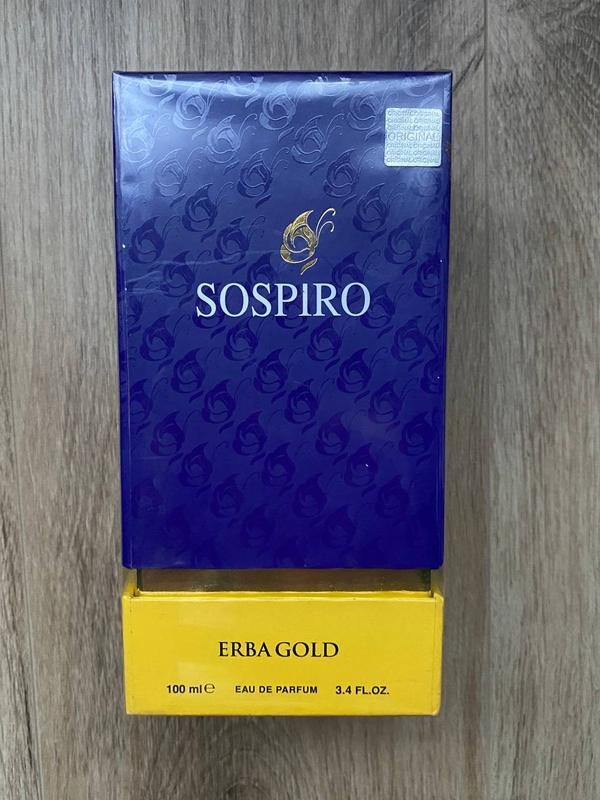 ORIGINAL
SOSPIRO
ERBA GOLD
100 ml ℮ EAU DE PARFUM 3.4 FL.OZ.